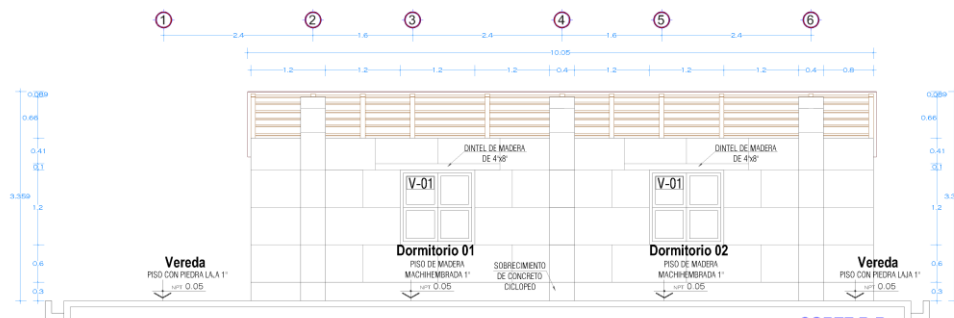 1 2 3 4 5 6
2.4 1.6 2.4 1.6 2.4
10.05
1.2 1.2 1.2 1.2 0.4 1.2 1.2 1.2 0.4 0.8
0.089 0.089
0.66 0.66
0.41 DINTEL DE MADERA DINTEL DE MADERA 0.41
0.1 DE 4"x8" DE 4"x8" 0.1
V-01 V-01
3.359
1.2 1.2
Dormitorio 01 Dormitorio 02
Vereda PISO DE MADERA SOBRECIMIENTO PISO DE MADERA Vereda
0.6 PISO CON PIEDRA LAJA 1" MACHIHEMBRADA 1" DE CONCRETO MACHIHEMBRADA 1" PISO CON PIEDRA LAJA 1" 0.6
CICLOPEO
NPT 0.05 NPT 0.05 NPT 0.05 NPT 0.05
0.3 0.3